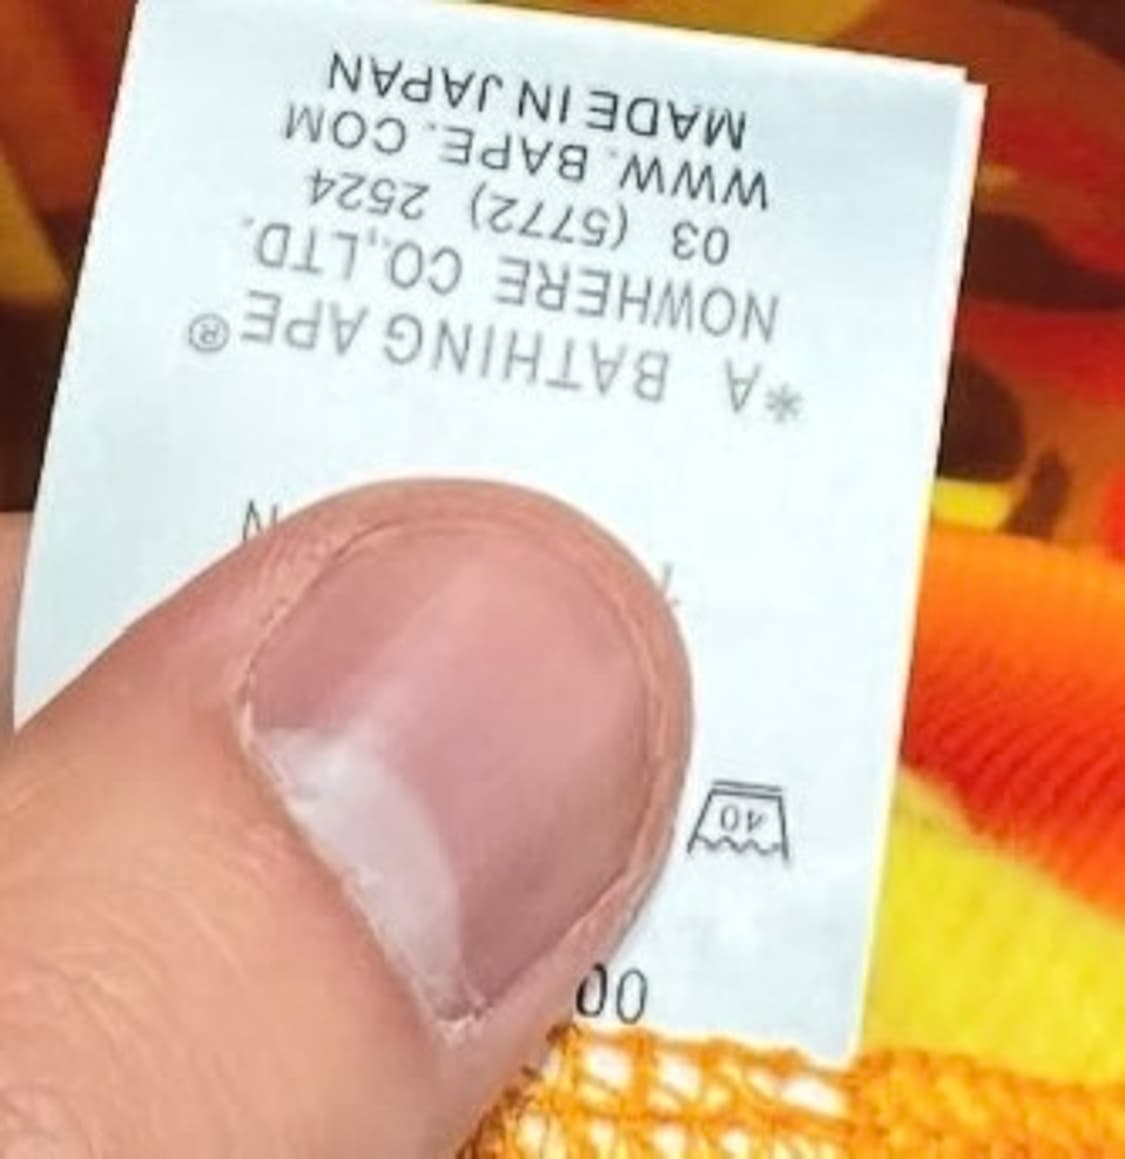 00
40
*A BATHING APE®
NOWHERE CO.,LTD.
03 (5772) 2524
WWW. BAPE. COM
MADE IN JAPAN